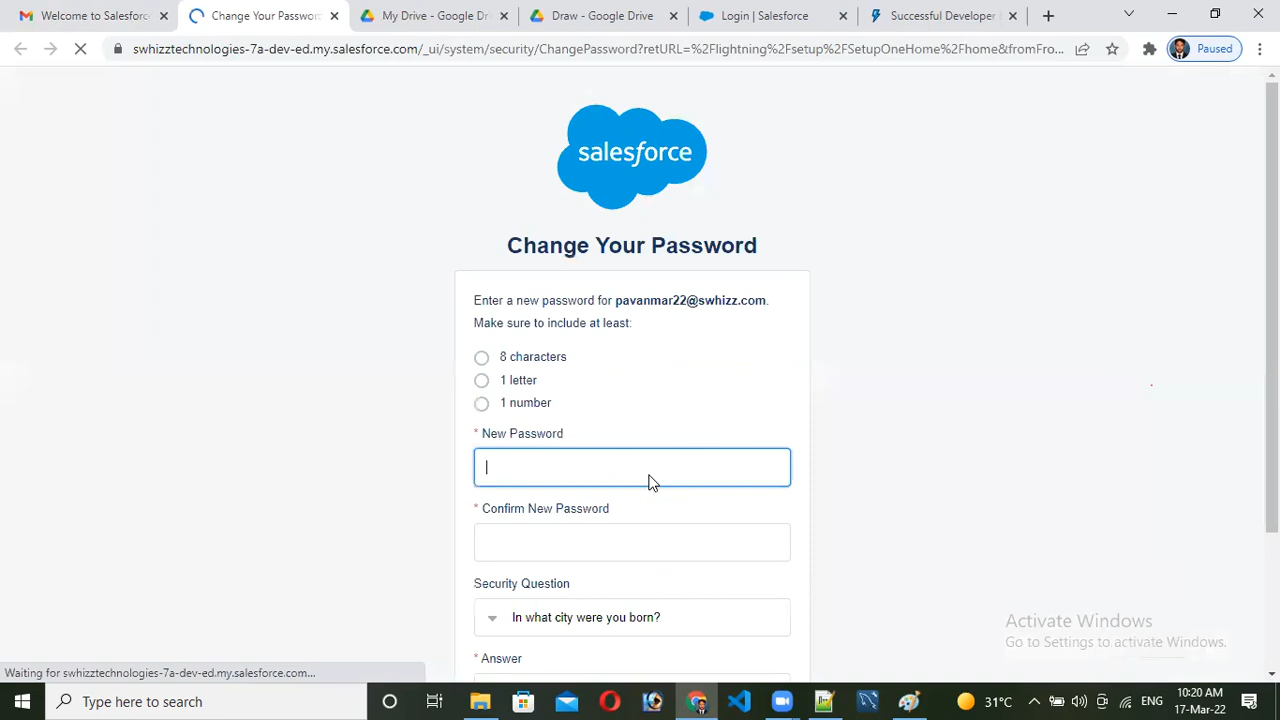 Welcome to Salesforc
Change Your Passwor
My Drive - Google Dr
Draw - Google Drive
Login | Salesforce
Successful Developer
swhizztechnologies-7a-dev-ed.my.salesforce.com/_ui/system/security/ChangePassword?retURL=%2Flightning%2Fsetup%2FSetupOneHome%2Fhome&fromFro...
Paused
salesforce
Change Your Password
Enter a new password for pavanmar22@swhizz.com.
Make sure to include at least:
8 characters
1 letter
1 number
* New Password
* Confirm New Password
Security Question
In what city were you born?
* Answer
Activate Windows
Go to Settings to activate Windows.
Waiting for swhizztechnologies-7a-dev-ed.my.salesforce.com...
Type here to search
31°C
ENG
10:20 AM
17-Mar-22